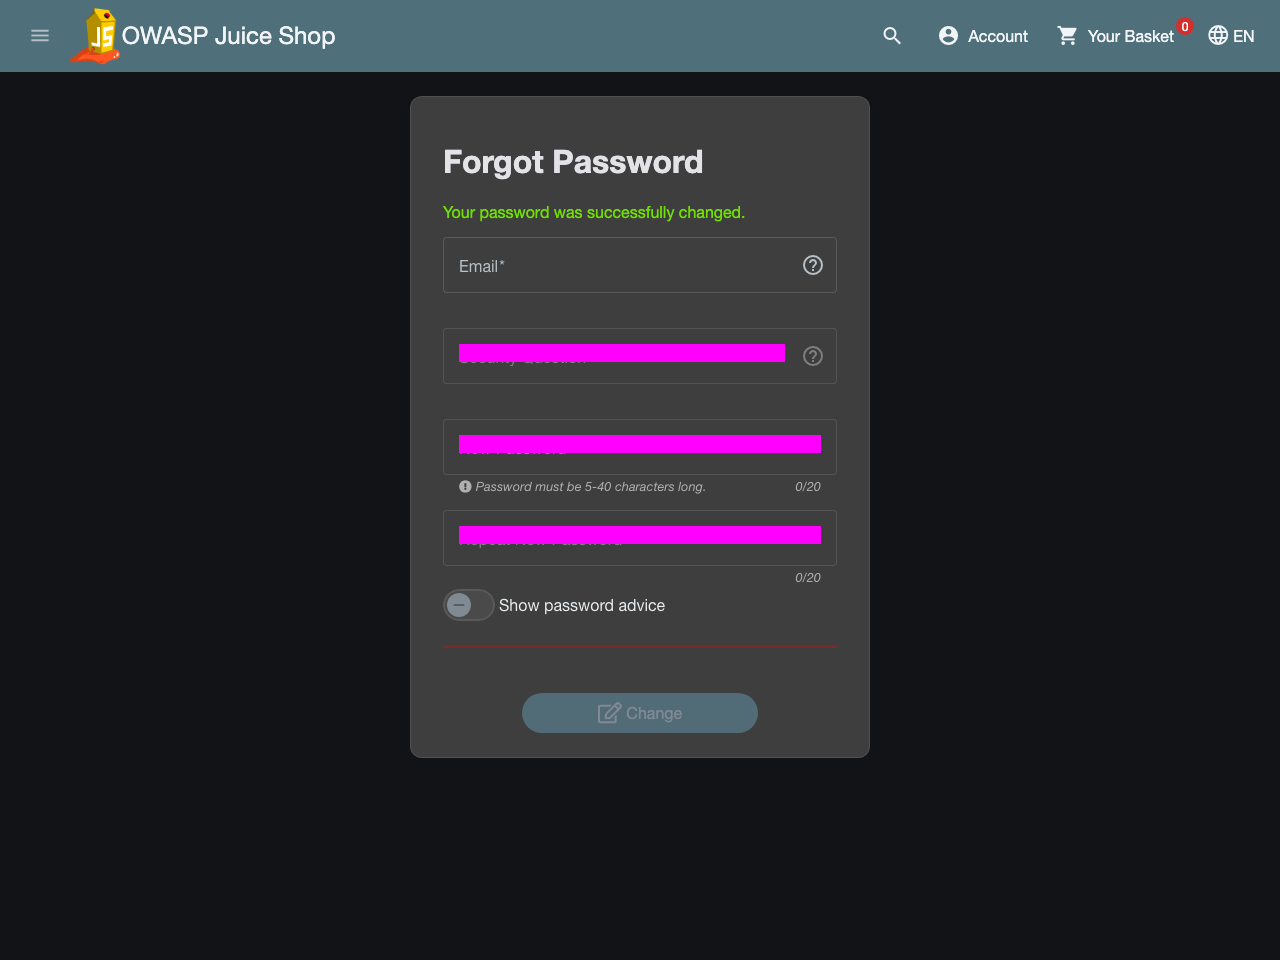 OWASP Juice Shop
Account
Your Basket
0
EN
Forgot Password
Your password was successfully changed.
Email*
Password must be 5-40 characters long.
0/20
0/20
Show password advice
Change